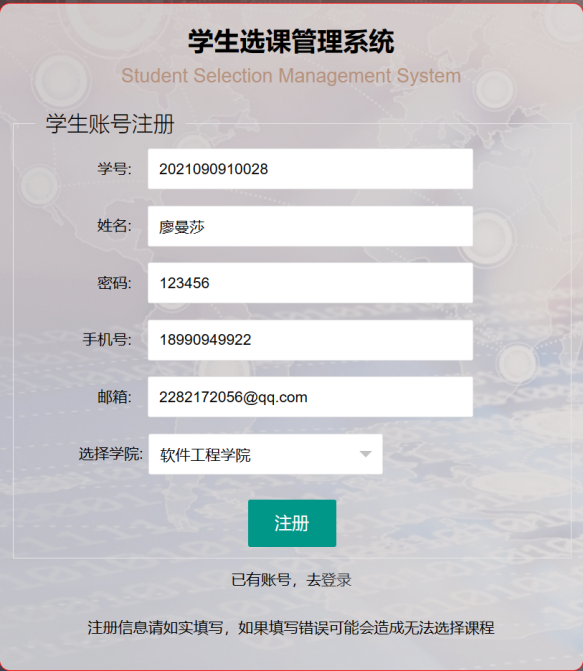 学生选课管理系统
Student Selection Management System
学生账号注册
学号: 2021090910028
姓名: 廖曼莎
密码: 123456
手机号: 18990949922
邮箱: 2282172056@qq.com
选择学院: 软件工程学院
注册
已有账号，去登录
注册信息请如实填写，如果填写错误可能会造成无法选择课程